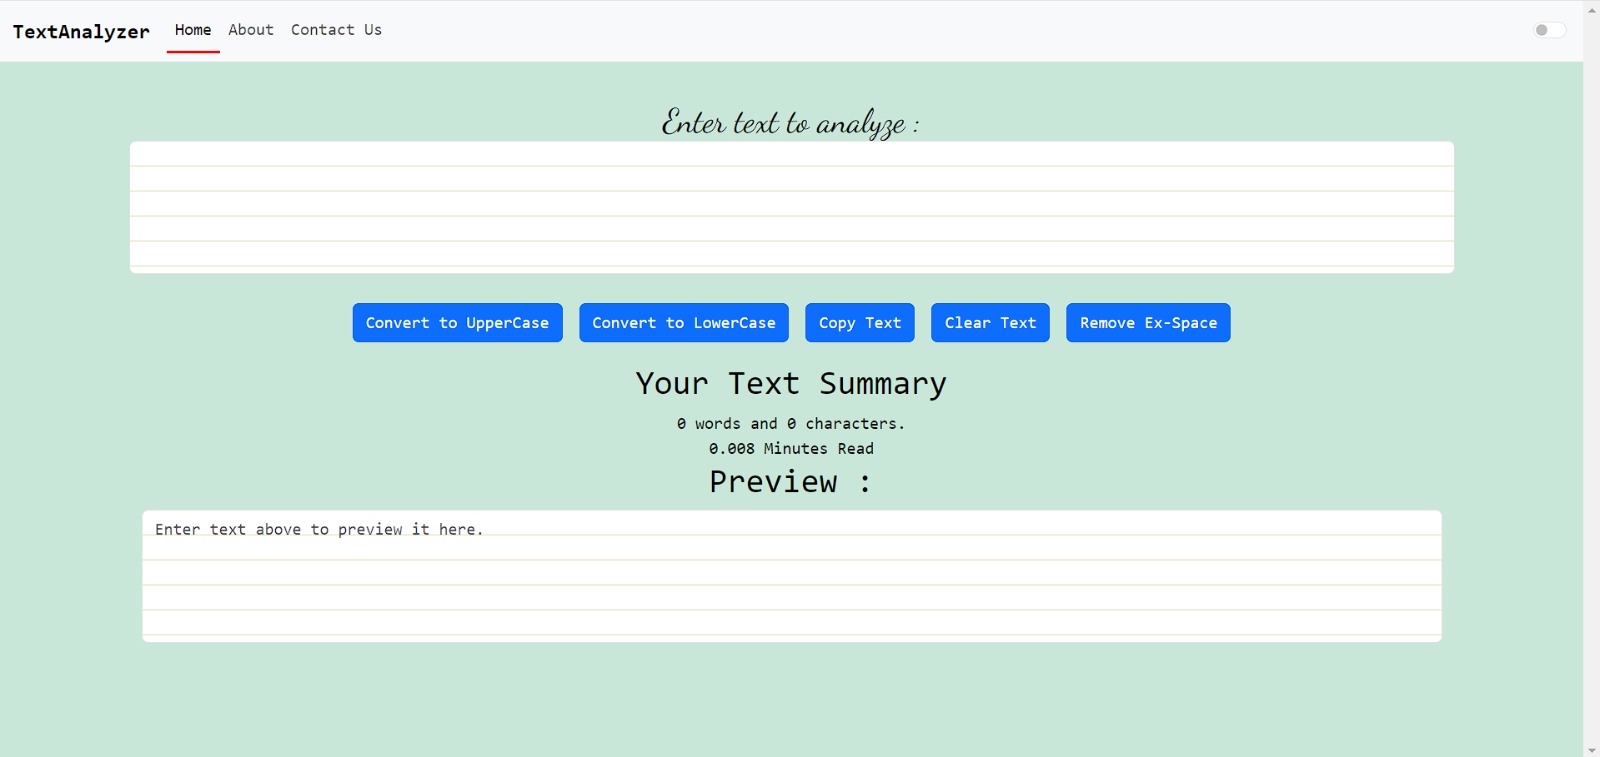 TextAnalyzer Home About Contact Us
Enter text to analyze :
Convert to UpperCase Convert to LowerCase Copy Text Clear Text Remove Ex-Space
Your Text Summary
0 words and 0 characters.
0.008 Minutes Read
Preview :
Enter text above to preview it here.